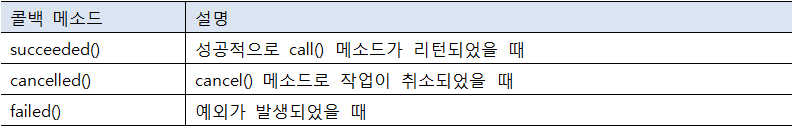 콜백 메소드 설명
succeeded() 성공적으로 call() 메소드가 리턴되었을 때
cancelled() cancel() 메소드로 작업이 취소되었을 때
failed() 예외가 발생되었을 때